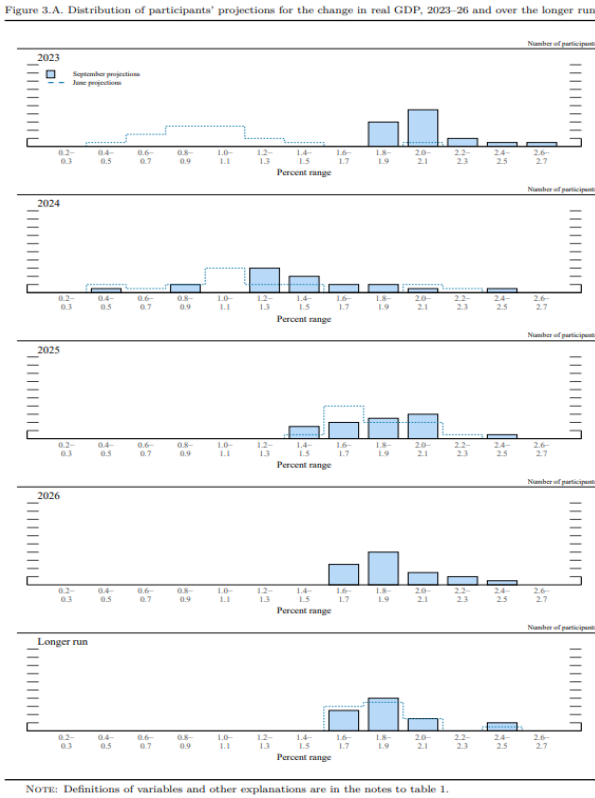 Figure 3.A. Distribution of participants' projections for the change in real GDP, 2023–26 and over the longer run
Number of participants
2023
September projections
June projections
0.2– 0.4– 0.6– 0.8– 1.0– 1.2– 1.4– 1.6– 1.8– 2.0– 2.2– 2.4– 2.6–
0.3 0.5 0.7 0.9 1.1 1.3 1.5 1.7 1.9 2.1 2.3 2.5 2.7
Percent range
Number of participants
2024
0.2– 0.4– 0.6– 0.8– 1.0– 1.2– 1.4– 1.6– 1.8– 2.0– 2.2– 2.4– 2.6–
0.3 0.5 0.7 0.9 1.1 1.3 1.5 1.7 1.9 2.1 2.3 2.5 2.7
Percent range
Number of participants
2025
0.2– 0.4– 0.6– 0.8– 1.0– 1.2– 1.4– 1.6– 1.8– 2.0– 2.2– 2.4– 2.6–
0.3 0.5 0.7 0.9 1.1 1.3 1.5 1.7 1.9 2.1 2.3 2.5 2.7
Percent range
Number of participants
2026
0.2– 0.4– 0.6– 0.8– 1.0– 1.2– 1.4– 1.6– 1.8– 2.0– 2.2– 2.4– 2.6–
0.3 0.5 0.7 0.9 1.1 1.3 1.5 1.7 1.9 2.1 2.3 2.5 2.7
Percent range
Number of participants
Longer run
0.2– 0.4– 0.6– 0.8– 1.0– 1.2– 1.4– 1.6– 1.8– 2.0– 2.2– 2.4– 2.6–
0.3 0.5 0.7 0.9 1.1 1.3 1.5 1.7 1.9 2.1 2.3 2.5 2.7
Percent range
NOTE: Definitions of variables and other explanations are in the notes to table 1.